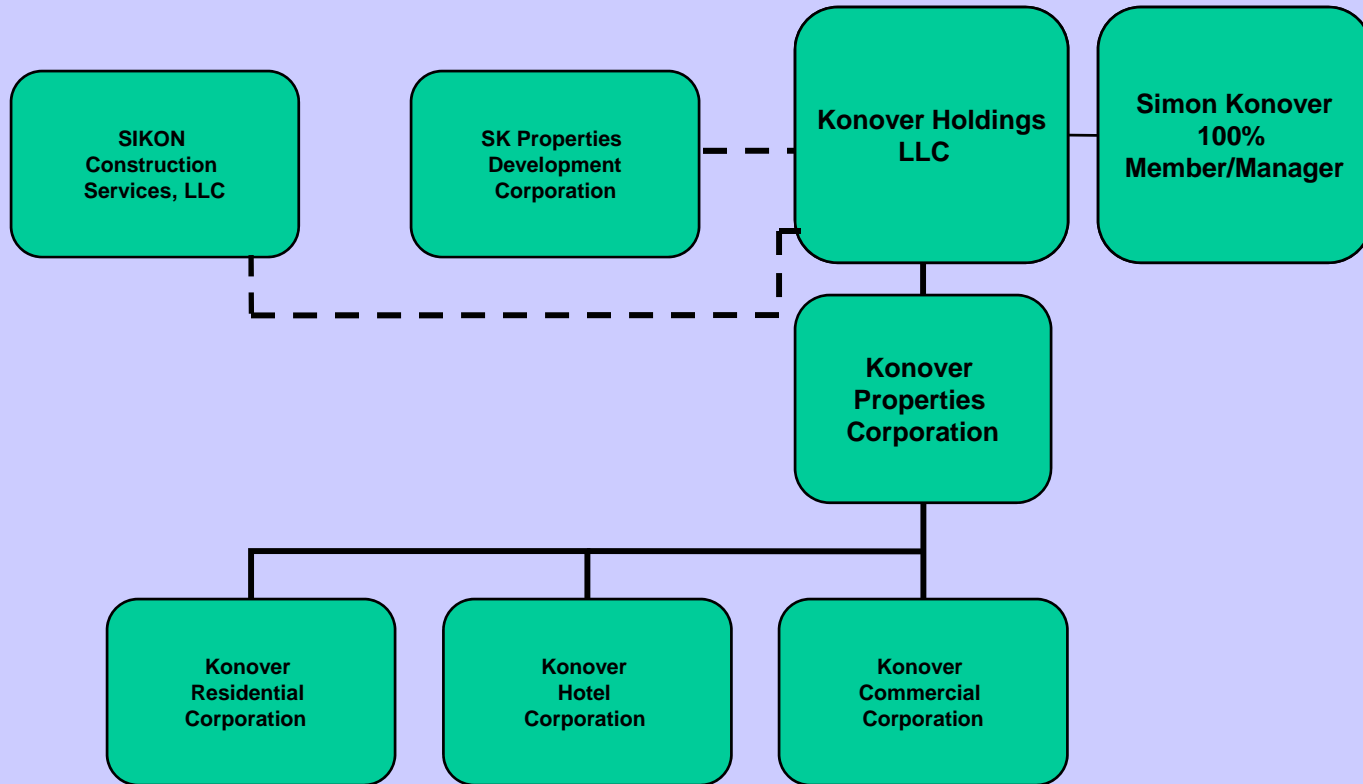 SIKON
Construction
Services, LLC
SK Properties
Development
Corporation
Konover Holdings
LLC
Simon Konover
100%
Member/Manager
Konover
Properties
Corporation
Konover
Residential
Corporation
Konover
Hotel
Corporation
Konover
Commercial
Corporation